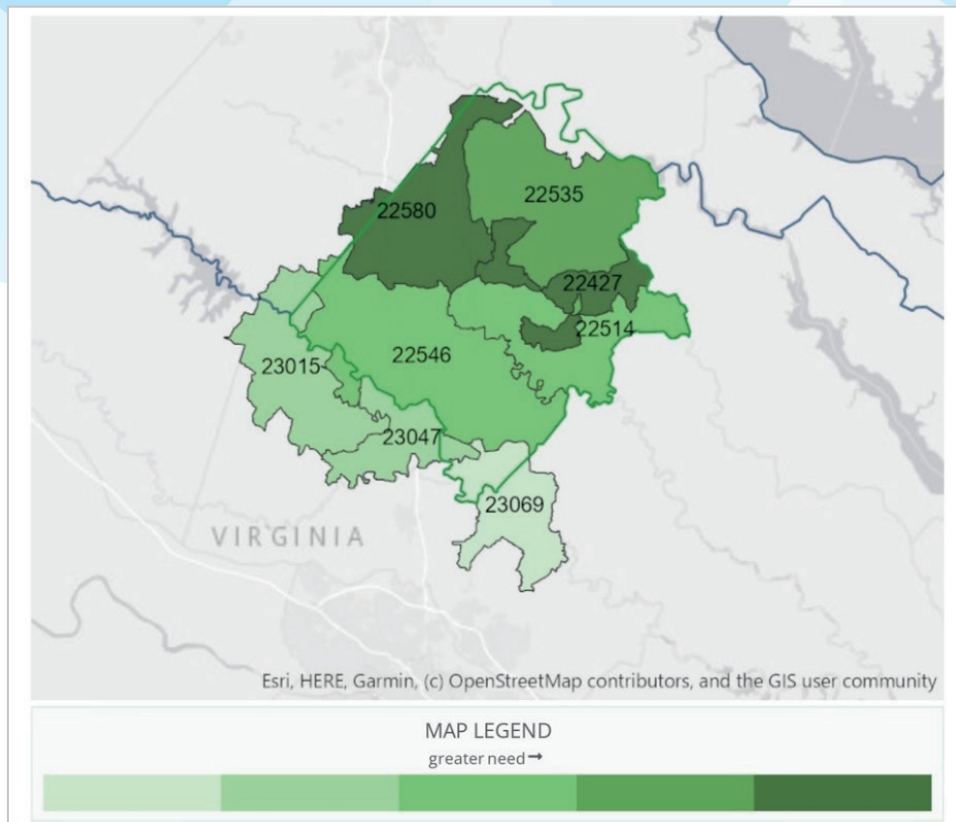 22580
22535
22427
22514
22546
23015
23047
23069
VIRGINIA
Esri, HERE, Garmin, (c) OpenStreetMap contributors, and the GIS user community
MAP LEGEND
greater need →